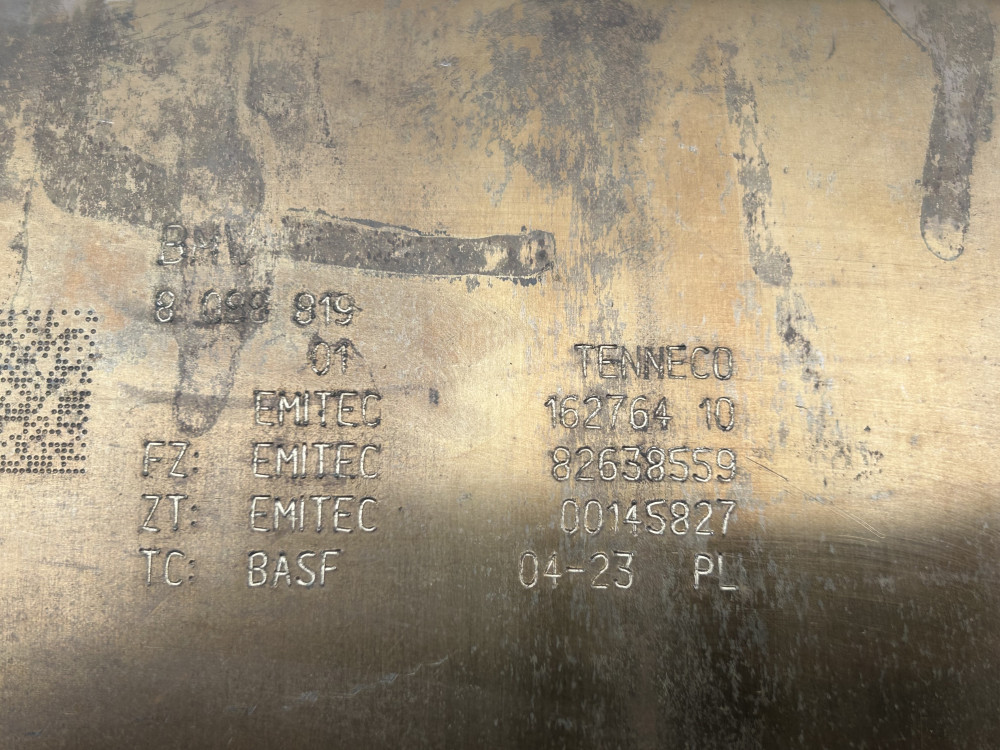 8 098 819
01
EMITEC
FZ: EMITEC
ZT: EMITEC
TC: BASF
TENNECO
162764 10
82638559
00145827
04-23 PL